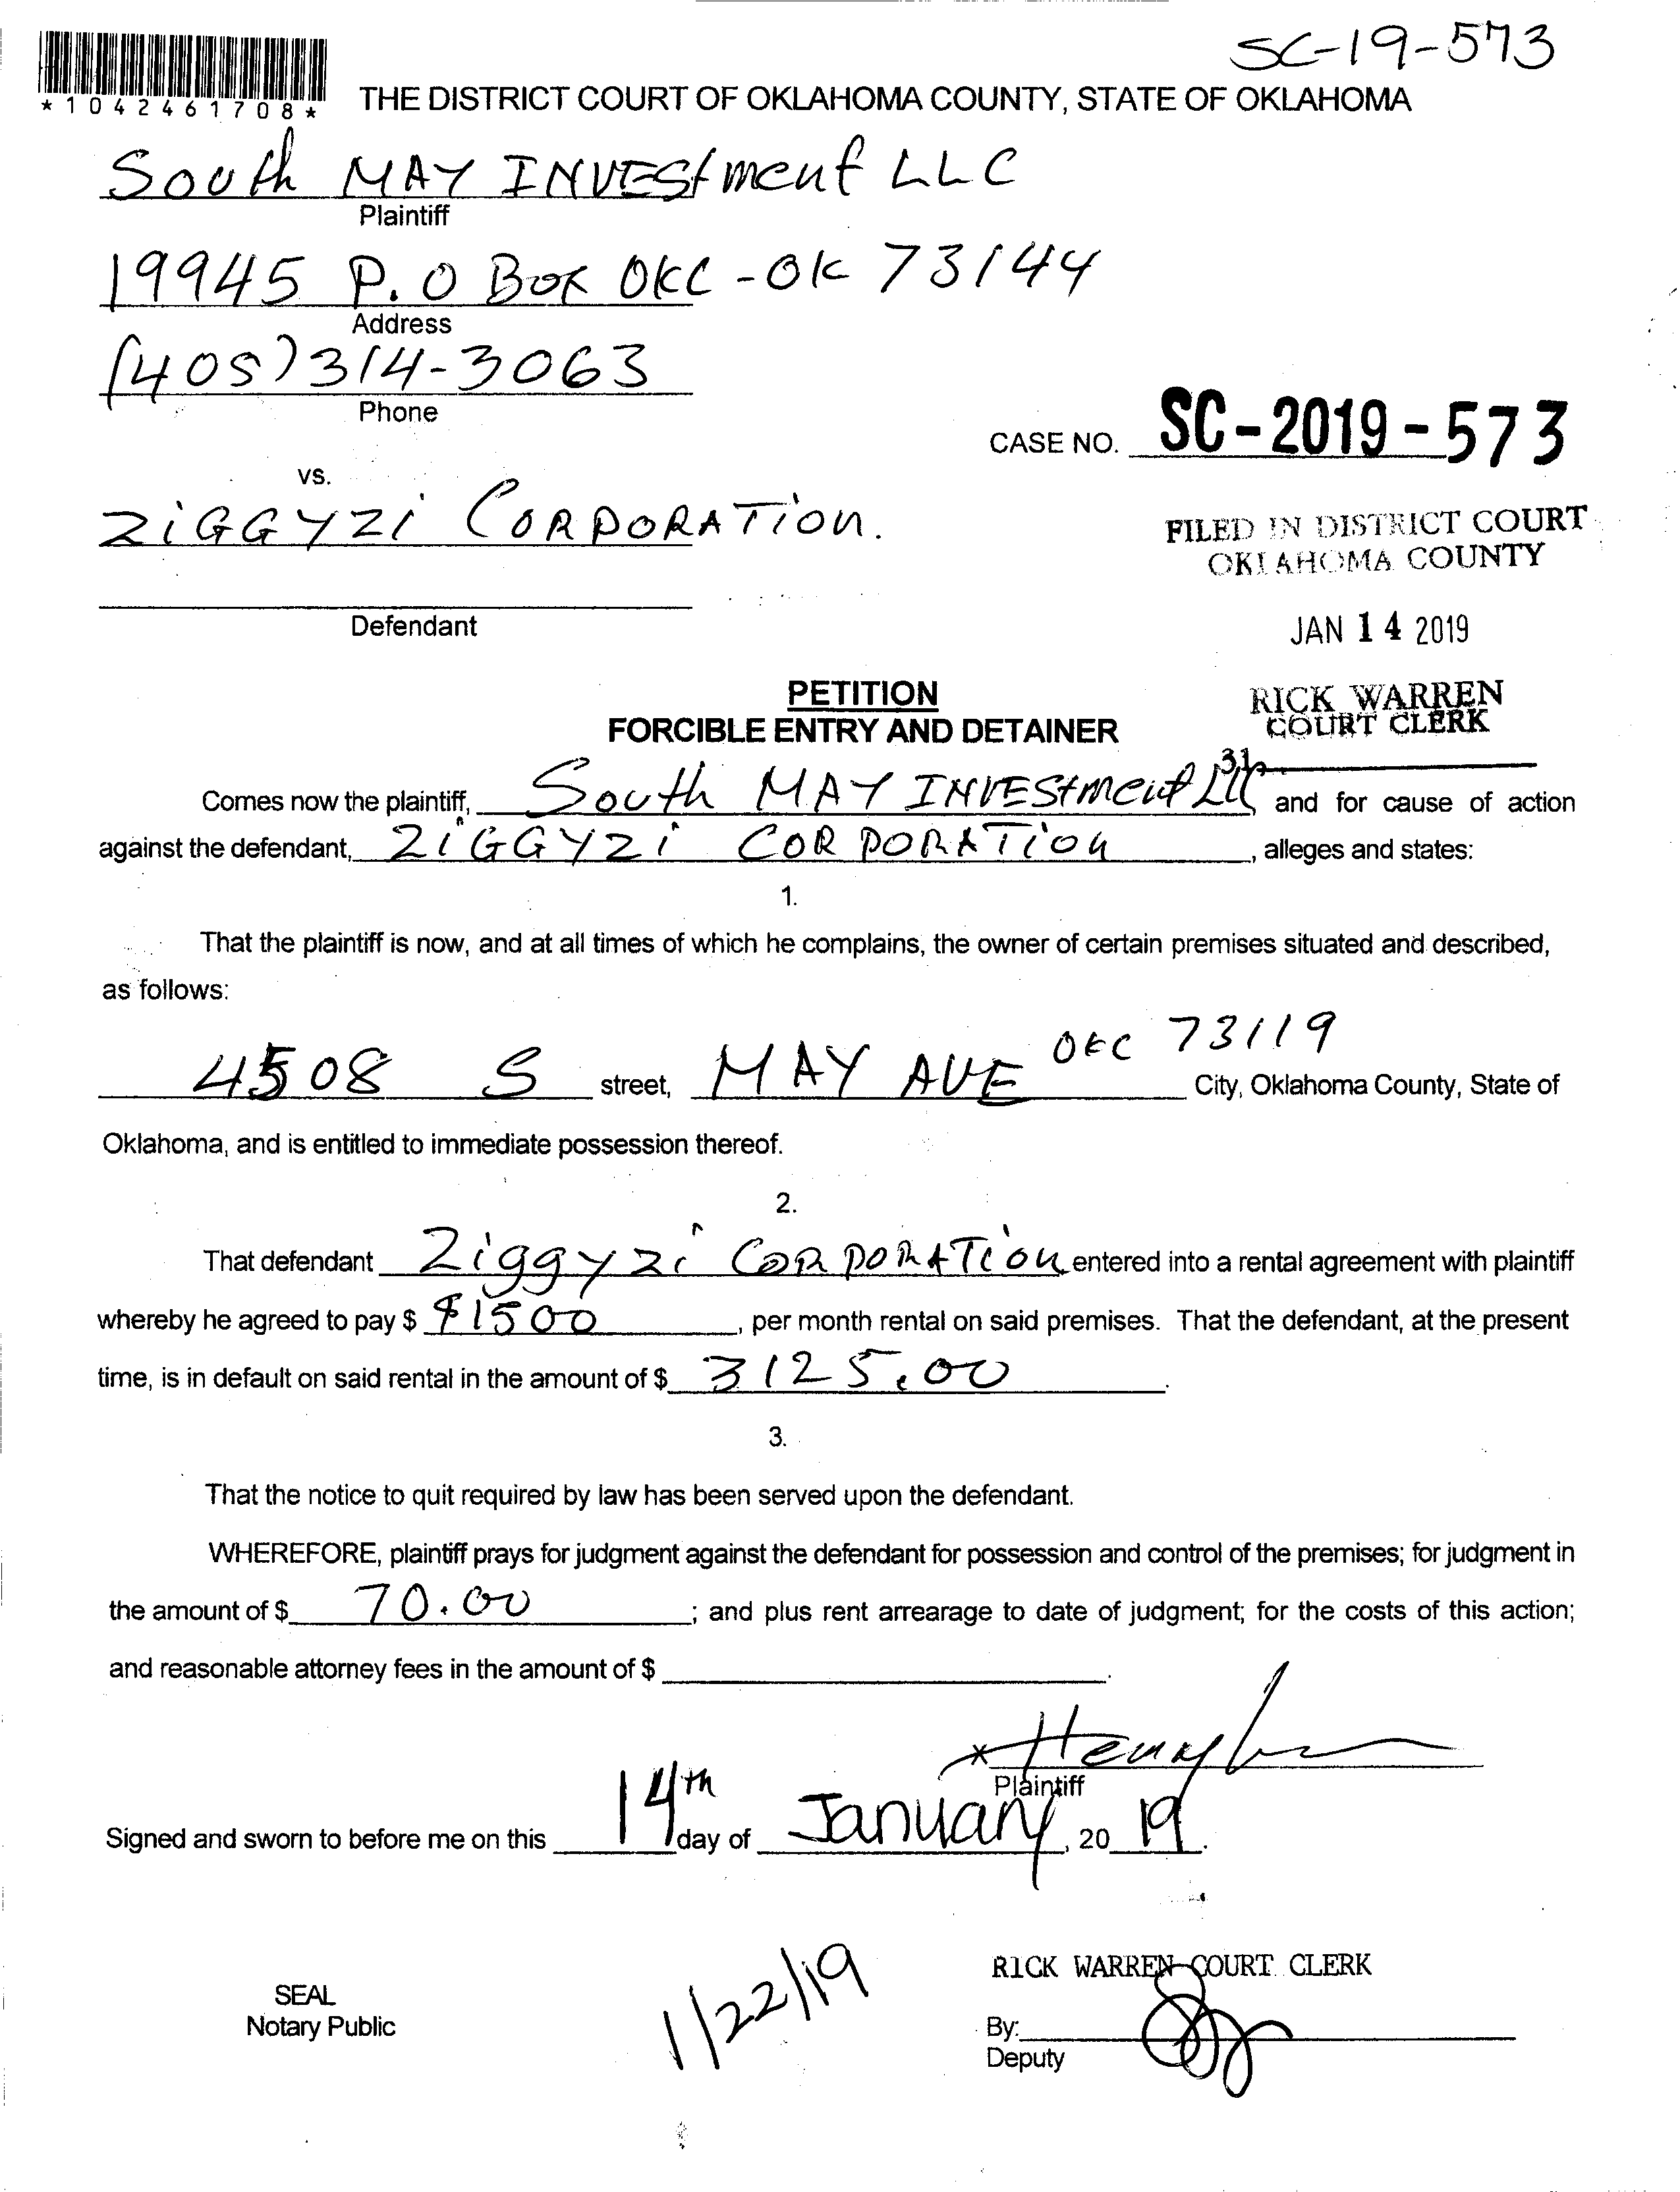 SC-19-573
*1042461708*
THE DISTRICT COURT OF OKLAHOMA COUNTY, STATE OF OKLAHOMA
South MAY INVEStment LLC
Plaintiff
19945 P.O Box OKC-OK 73144
Address
(405)314-3063
Phone
CASE NO. SC-2019-573
vs.
ZiGGYZi CORPORATion.
FILED IN DISTRICT COURT
OKLAHOMA COUNTY
Defendant
JAN 14 2019
PETITION
RICK WARREN
FORCIBLE ENTRY AND DETAINER
COURT CLERK
31
Comes now the plaintiff, South MAY INVEStment LLC and for cause of action
against the defendant, ZiGGYZi CORPORATioN, alleges and states:
1.
That the plaintiff is now, and at all times of which he complains, the owner of certain premises situated and described,
as follows:
4508 S street, MAY AVE OKC 73119 City, Oklahoma County, State of
Oklahoma, and is entitled to immediate possession thereof.
2.
That defendant Ziggyzi CORPORATion entered into a rental agreement with plaintiff
whereby he agreed to pay $ $1500, per month rental on said premises. That the defendant, at the present
time, is in default on said rental in the amount of $ 3125.00.
3.
That the notice to quit required by law has been served upon the defendant.
WHEREFORE, plaintiff prays for judgment against the defendant for possession and control of the premises; for judgment in
the amount of $ 70.00; and plus rent arrearage to date of judgment; for the costs of this action;
and reasonable attorney fees in the amount of $ .
Plaintiff
Signed and sworn to before me on this 14th day of January, 2019.
RICK WARREN COURT CLERK
SEAL
Notary Public
1/22/19
By:
Deputy